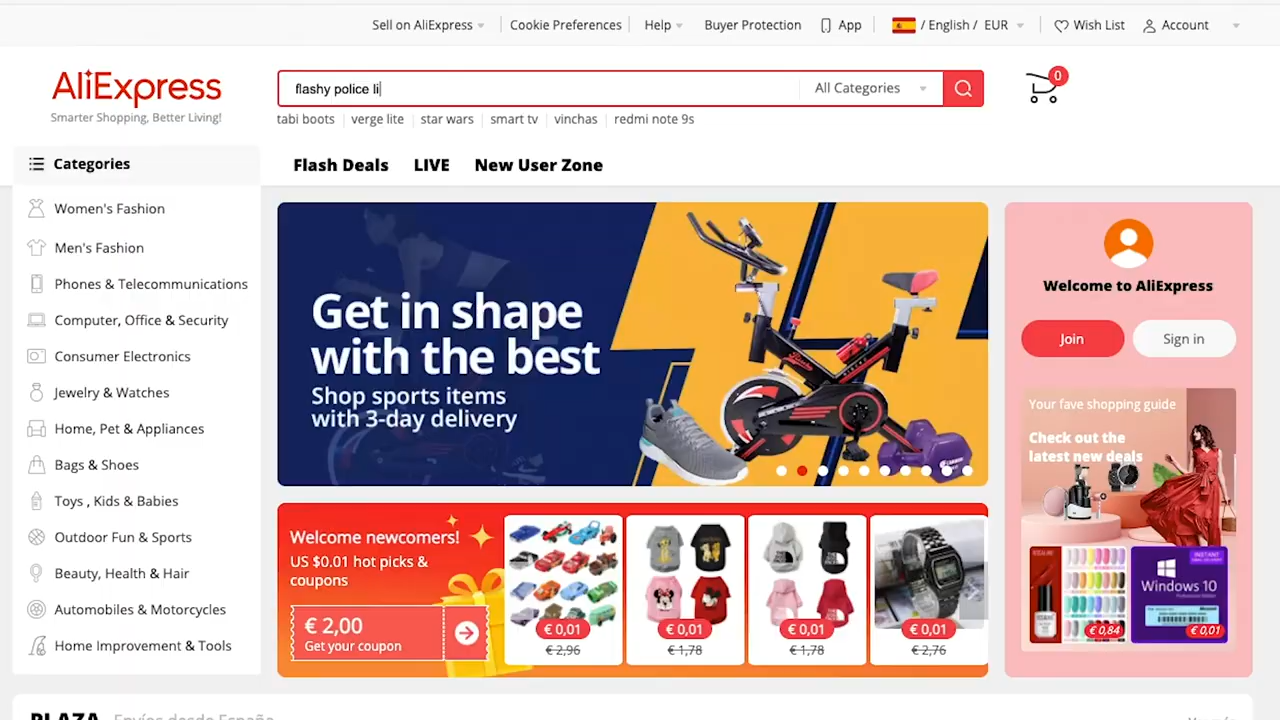 Sell on AliExpress
Cookie Preferences
Help
Buyer Protection
App
/ English / EUR
Wish List
Account
AliExpress
Smarter Shopping, Better Living!
flashy police li
All Categories
0
tabi boots
verge lite
star wars
smart tv
vinchas
redmi note 9s
Categories
Flash Deals
LIVE
New User Zone
Women's Fashion
Men's Fashion
Phones & Telecommunications
Computer, Office & Security
Consumer Electronics
Jewelry & Watches
Home, Pet & Appliances
Bags & Shoes
Toys , Kids & Babies
Outdoor Fun & Sports
Beauty, Health & Hair
Automobiles & Motorcycles
Home Improvement & Tools
Get in shape
with the best
Shop sports items
with 3-day delivery
Welcome to AliExpress
Join
Sign in
Your fave shopping guide
Check out the
latest new deals
€ 0,84
INSTANT
Windows 10
€ 0,01
Welcome newcomers!
US $0.01 hot picks &
coupons
€ 2,00
Get your coupon
€ 0,01
€ 2,96
€ 0,01
€ 1,78
€ 0,01
€ 1,78
€ 0,01
€ 2,76
PLAZA
Envíos desde España